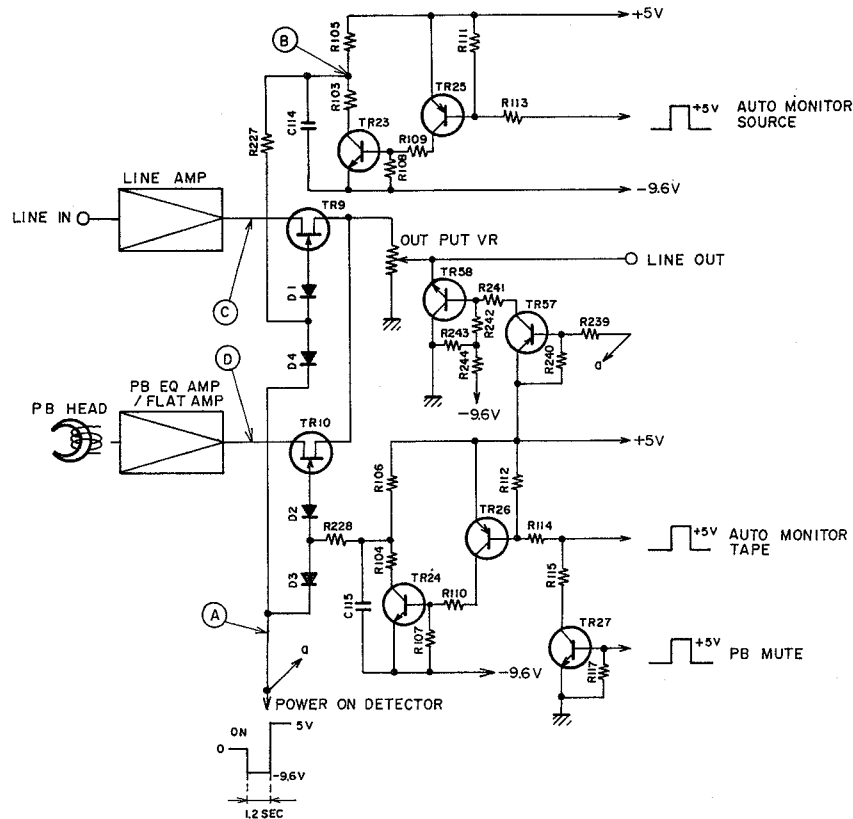 +5V
R105
R111
B
R103
TR25
R113
+5V
AUTO MONITOR
SOURCE
C114
TR23
R109
R108
R227
-9.6V
LINE AMP
LINE IN
TR9
OUT PUT VR
LINE OUT
C
D1
TR58
R241
R242
TR57
R239
R243
R244
R240
a
-9.6V
D4
D
PB HEAD
PB EQ AMP
/FLAT AMP
TR10
+5V
R106
R112
TR26
R114
+5V
AUTO MONITOR
TAPE
D2
R228
R104
R115
D3
C115
TR24
R110
R107
TR27
R117
+5V
PB MUTE
A
a
-9.6V
POWER ON DETECTOR
ON
5V
0
-9.6V
1.2 SEC